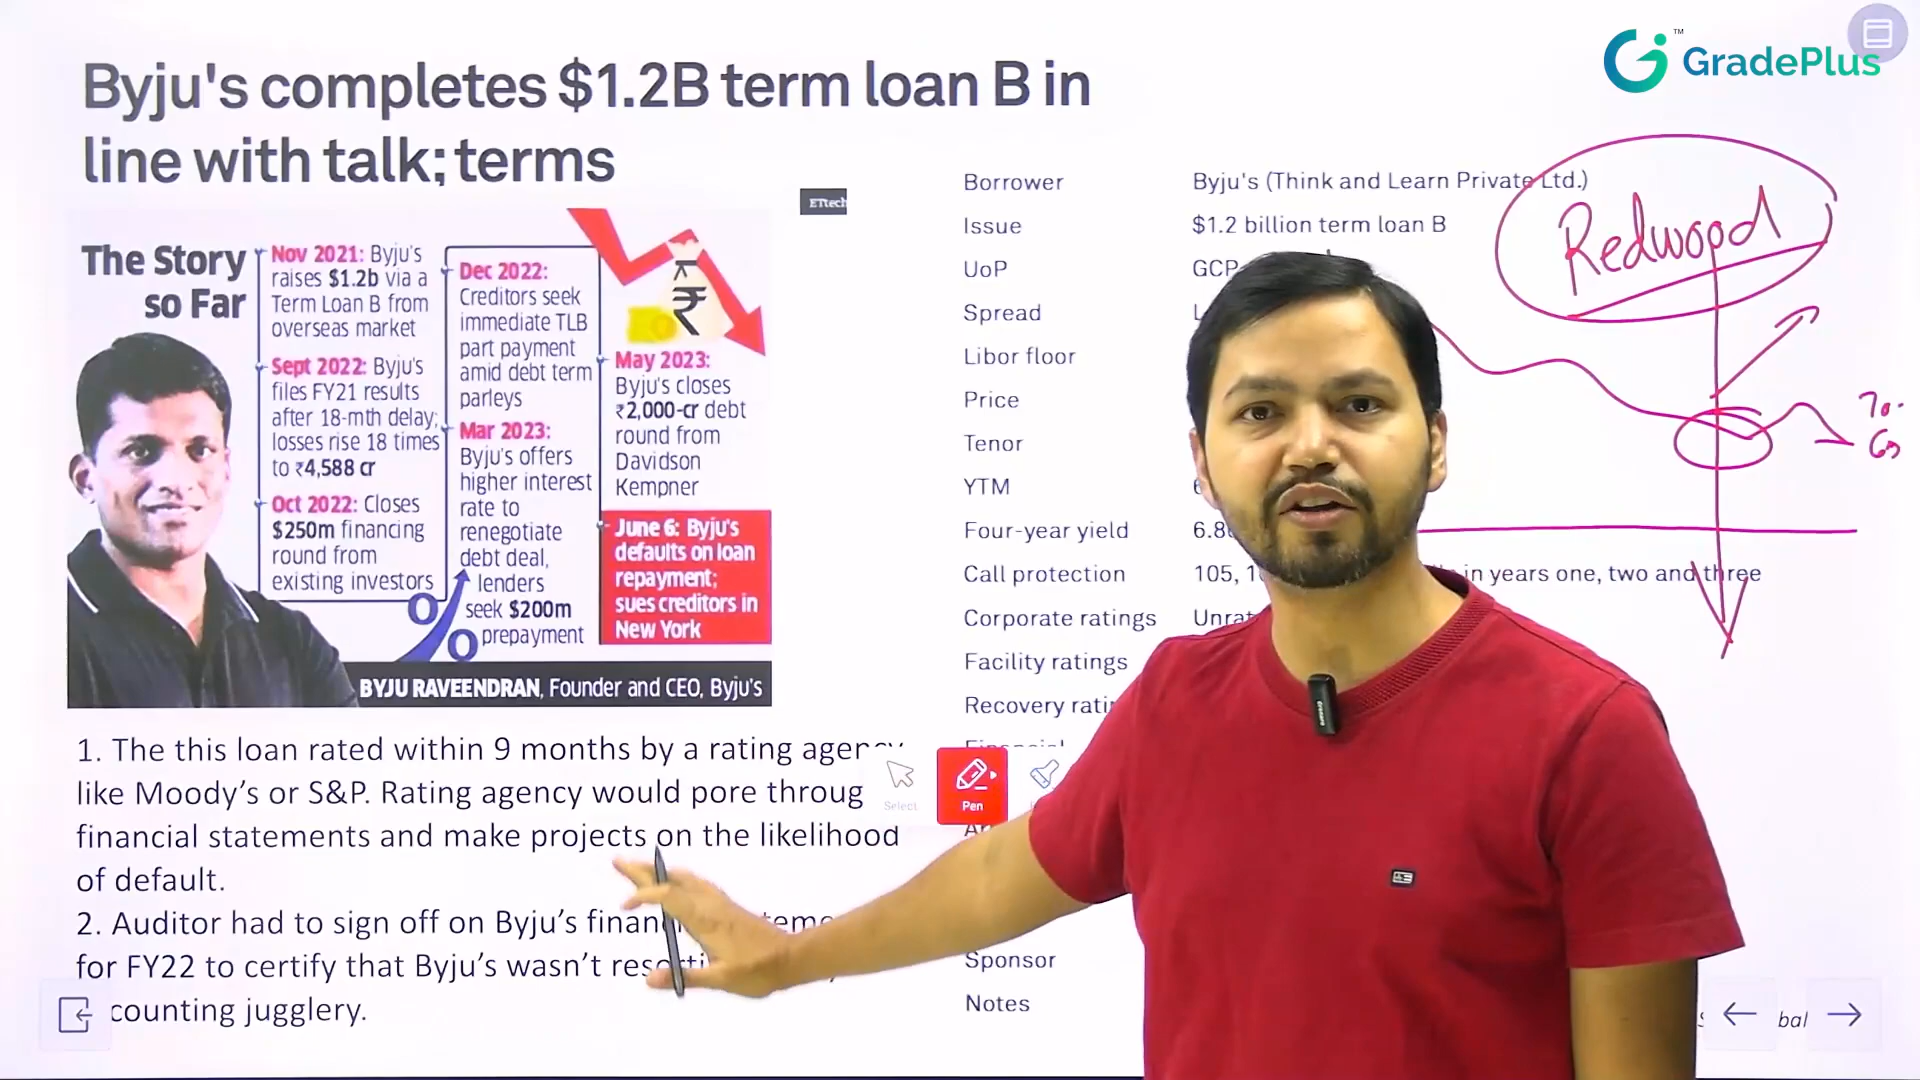 Byju's completes $1.2B term loan B in
line with talk; terms
GradePlus
TM
ETtech
The Story
so Far
Nov 2021: Byju's
raises $1.2b via a
Term Loan B from
overseas market
Sept 2022: Byju's
files FY21 results
after 18-mth delay;
losses rise 18 times
to ₹4,588 cr
Oct 2022: Closes
$250m financing
round from
existing investors
Dec 2022:
Creditors seek
immediate TLB
part payment
amid debt term
parleys
Mar 2023:
Byju's offers
higher interest
rate to
renegotiate
debt deal,
lenders
seek $200m
prepayment
₹
May 2023:
Byju's closes
₹2,000-cr debt
round from
Davidson
Kempner
June 6: Byju's
defaults on loan
repayment;
sues creditors in
New York
BYJU RAVEENDRAN, Founder and CEO, Byju's
Borrower Byju's (Think and Learn Private Ltd.)
Issue $1.2 billion term loan B
UoP GCP
Spread
Libor floor
Price
Tenor
YTM
Four-year yield 6.8
Call protection 105, in years one, two and three
Corporate ratings
Facility ratings
Recovery
Sponsor
Notes
Redwood
70
1. The this loan rated within 9 months by a rating agency
like Moody's or S&P. Rating agency would pore throug
financial statements and make projects on the likelihood
of default.
2. Auditor had to sign off on Byju's
for FY22 to certify that Byju's wasn't
counting jugglery.
Select
Pen
bal